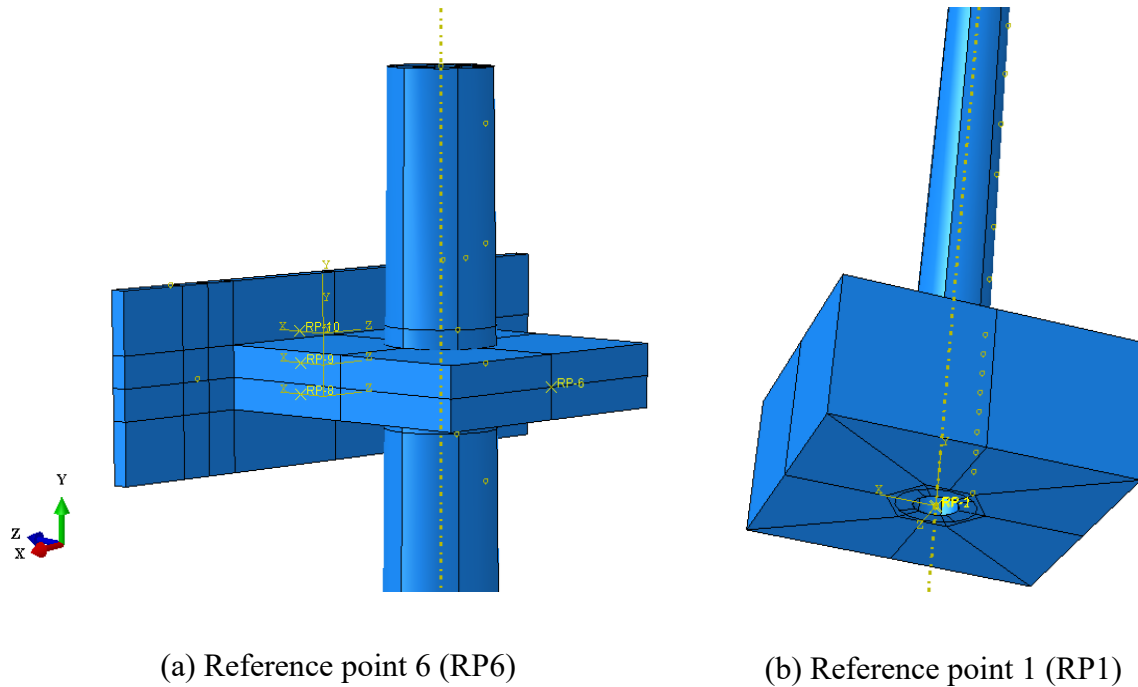 Y
Y
X RP-10 Z
X RP-9 Z
X RP-8 Z
RP-6
Y
Z
X
Y
X
RP-1
Z
(a) Reference point 6 (RP6)
(b) Reference point 1 (RP1)